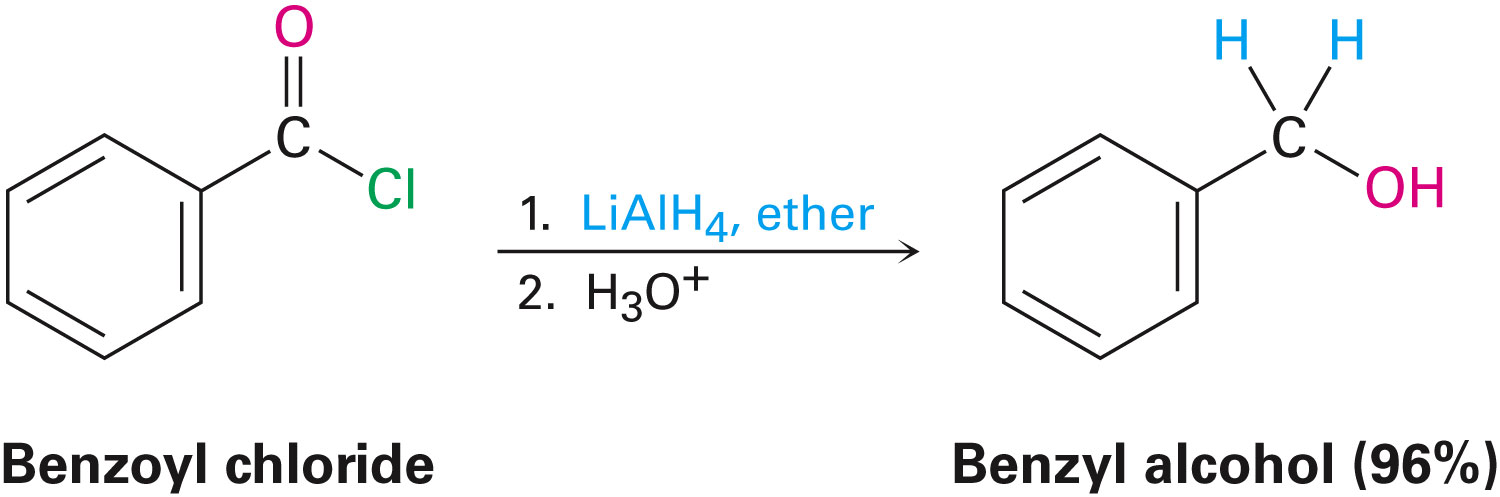 O
C
Cl
1. LiAlH₄, ether
2. H₃O⁺
H H
C
OH
Benzoyl chloride
Benzyl alcohol (96%)